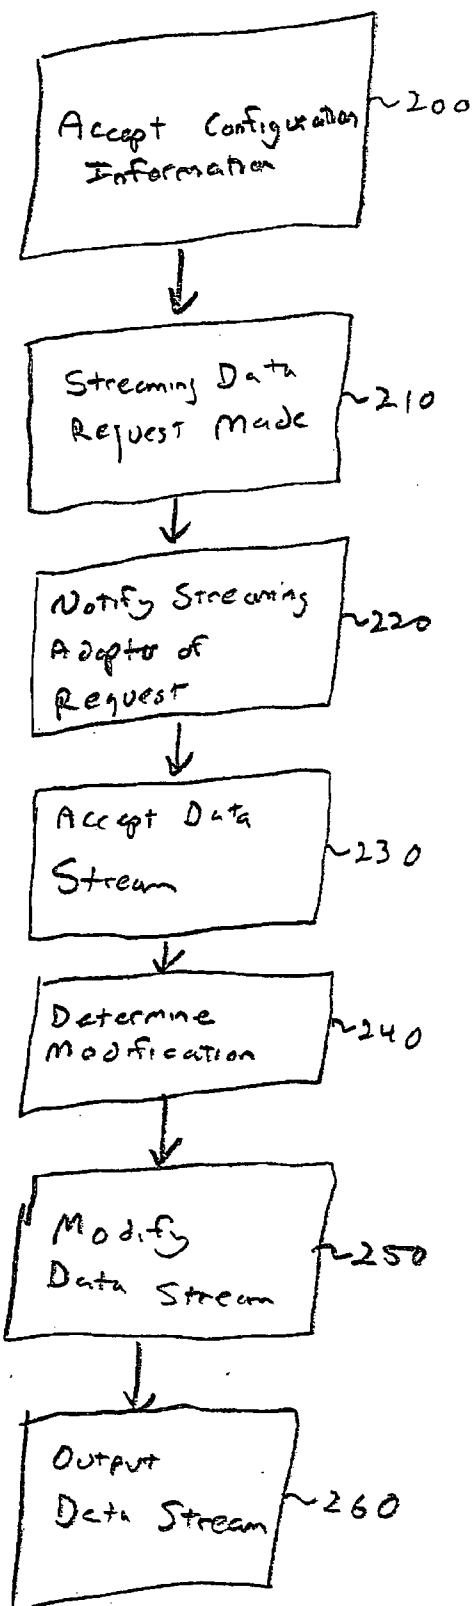 Accept Configuration
Information
200
Streaming Data
Request Made
210
Notify Streaming
Adaptor of
Request
220
Accept Data
Stream
230
Determine
Modification
240
Modify
Data Stream
250
Output
Data Stream
260